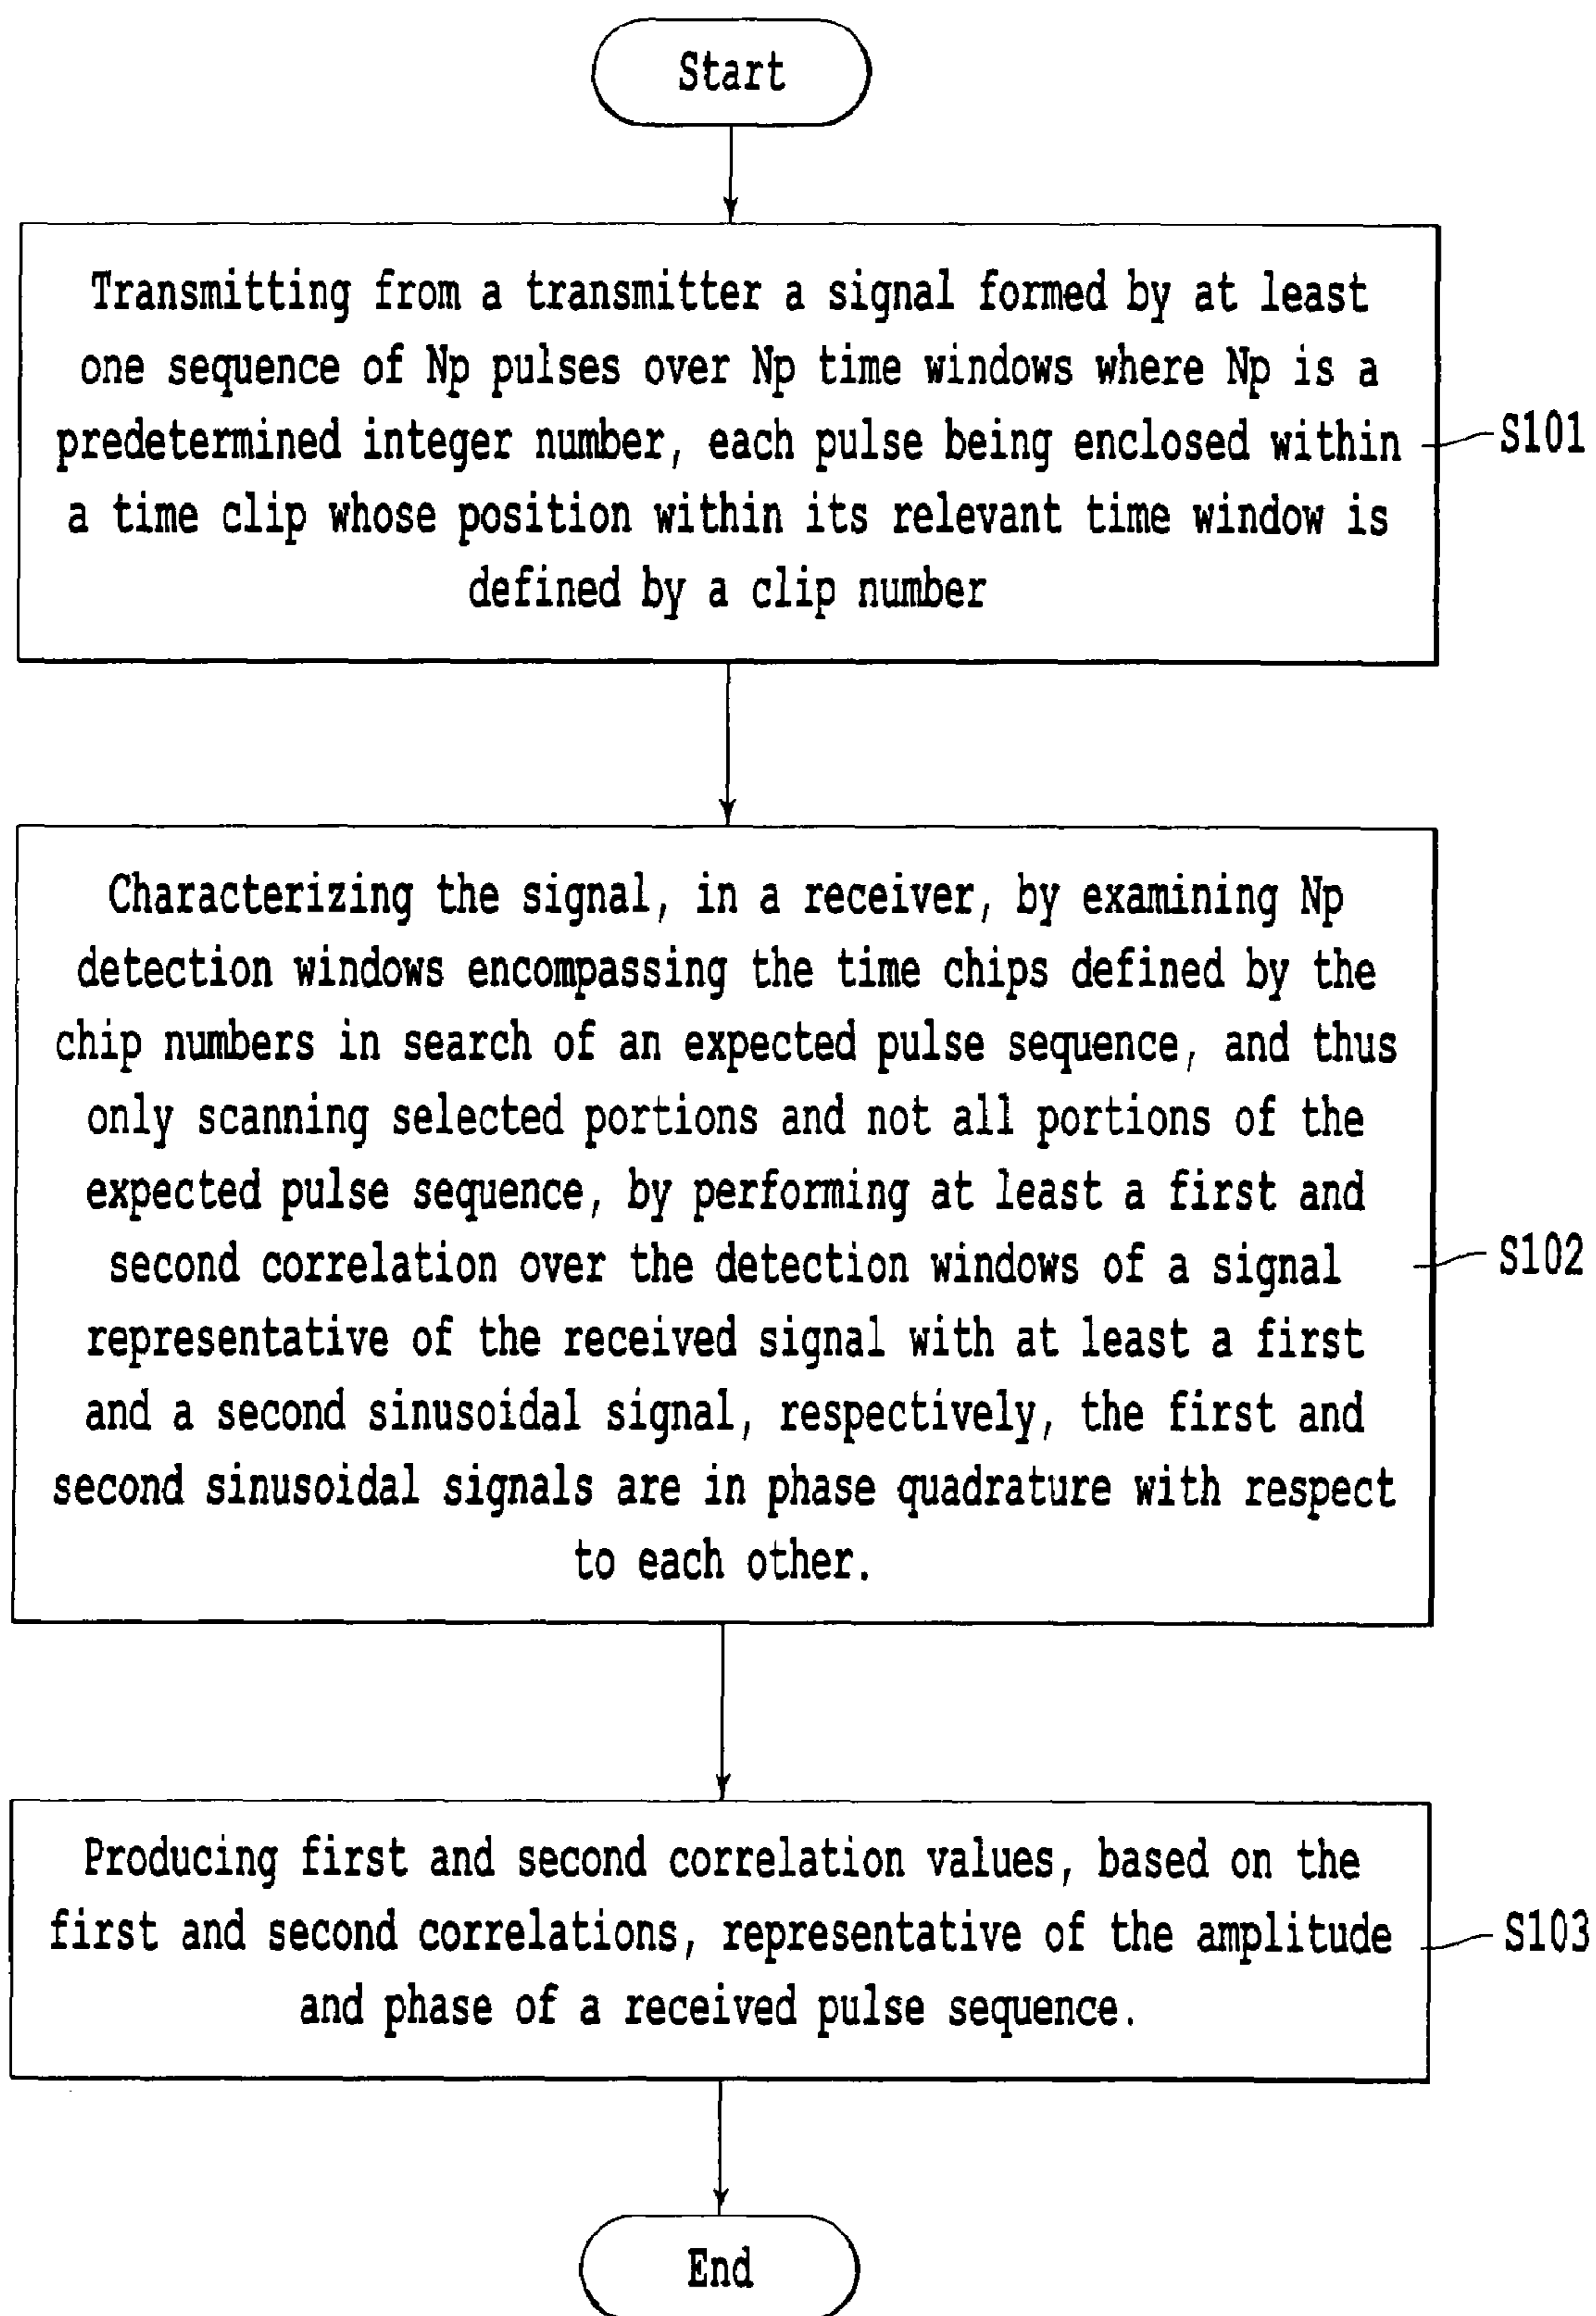 Start
Transmitting from a transmitter a signal formed by at least
one sequence of Np pulses over Np time windows where Np is a
predetermined integer number, each pulse being enclosed within
a time clip whose position within its relevant time window is
defined by a clip number
S101
Characterizing the signal, in a receiver, by examining Np
detection windows encompassing the time chips defined by the
chip numbers in search of an expected pulse sequence, and thus
only scanning selected portions and not all portions of the
expected pulse sequence, by performing at least a first and
second correlation over the detection windows of a signal
representative of the received signal with at least a first
and a second sinusoidal signal, respectively, the first and
second sinusoidal signals are in phase quadrature with respect
to each other.
S102
Producing first and second correlation values, based on the
first and second correlations, representative of the amplitude
and phase of a received pulse sequence.
S103
End